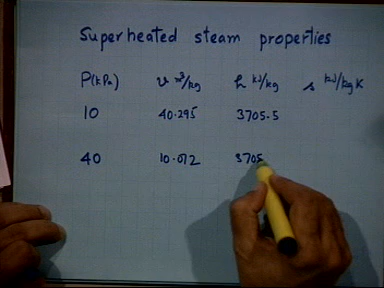 Superheated steam properties
P(kPa) v m³/kg h kJ/kg s kJ/kg K
10 40.295 3705.5
40 10.072 3705